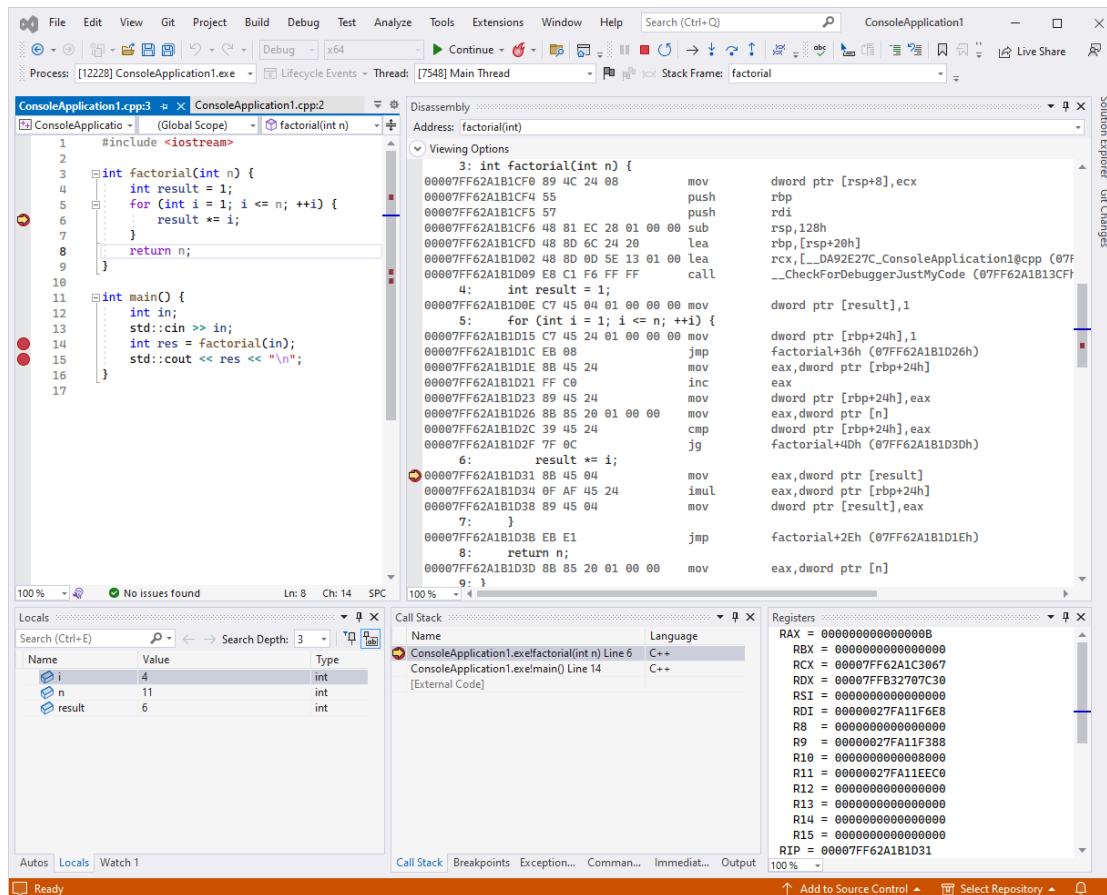 File Edit View Git Project Build Debug Test Analyze Tools Extensions Window Help Search (Ctrl+Q) ConsoleApplication1
Debug x64 Continue Live Share
Process: [12228] ConsoleApplication1.exe Lifecycle Events Thread: [7548] Main Thread Stack Frame: factorial
ConsoleApplication1.cpp:3 ConsoleApplication1.cpp:2
ConsoleApplicatio (Global Scope) factorial(int n)
1 #include <iostream>
2
3 int factorial(int n) {
4 int result = 1;
5 for (int i = 1; i <= n; ++i) {
6 result *= i;
7 }
8 return n;
9 }
10
11 int main() {
12 int in;
13 std::cin >> in;
14 int res = factorial(in);
15 std::cout << res << "\n";
16 }
17
100 % No issues found Ln: 8 Ch: 14 SPC
Disassembly
Address: factorial(int)
Viewing Options
3: int factorial(int n) {
00007FF62A1B1CF0 89 4C 24 08 mov dword ptr [rsp+8],ecx
00007FF62A1B1CF4 55 push rbp
00007FF62A1B1CF5 57 push rdi
00007FF62A1B1CF6 48 81 EC 28 01 00 00 sub rsp,128h
00007FF62A1B1CFD 48 8D 6C 24 20 lea rbp,[rsp+20h]
00007FF62A1B1D02 48 8D 0D 5E 13 01 00 lea rcx,[__DA92E27C_ConsoleApplication1@cpp (07F
00007FF62A1B1D09 E8 C1 F6 FF FF call __CheckForDebuggerJustMyCode (07FF62A1B13CFh
4: int result = 1;
00007FF62A1B1D0E C7 45 04 01 00 00 00 mov dword ptr [result],1
5: for (int i = 1; i <= n; ++i) {
00007FF62A1B1D15 C7 45 24 01 00 00 00 mov dword ptr [rbp+24h],1
00007FF62A1B1D1C EB 08 jmp factorial+36h (07FF62A1B1D26h)
00007FF62A1B1D1E 8B 45 24 mov eax,dword ptr [rbp+24h]
00007FF62A1B1D21 FF C0 inc eax
00007FF62A1B1D23 89 45 24 mov dword ptr [rbp+24h],eax
00007FF62A1B1D26 8B 85 20 01 00 00 mov eax,dword ptr [n]
00007FF62A1B1D2C 39 45 24 cmp dword ptr [rbp+24h],eax
00007FF62A1B1D2F 7F 0C jg factorial+4Dh (07FF62A1B1D3Dh)
6: result *= i;
00007FF62A1B1D31 8B 45 04 mov eax,dword ptr [result]
00007FF62A1B1D34 0F AF 45 24 imul eax,dword ptr [rbp+24h]
00007FF62A1B1D38 89 45 04 mov dword ptr [result],eax
7: }
00007FF62A1B1D3B EB E1 jmp factorial+2Eh (07FF62A1B1D1Eh)
8: return n;
00007FF62A1B1D3D 8B 85 20 01 00 00 mov eax,dword ptr [n]
9: }
100 %
Solution Explorer
Git Changes
Locals
Search (Ctrl+E) Search Depth: 3
Name Value Type
i 4 int
n 11 int
result 6 int
Autos Locals Watch 1
Call Stack
Name Language
ConsoleApplication1.exe!factorial(int n) Line 6 C++
ConsoleApplication1.exe!main() Line 14 C++
[External Code]
Call Stack Breakpoints Exception... Comman... Immediat... Output
Registers
RAX = 000000000000000B
RBX = 0000000000000000
RCX = 00007FF62A1C3067
RDX = 00007FFB32707C30
RSI = 0000000000000000
RDI = 00000027FA11F6E8
R8 = 0000000000000000
R9 = 00000027FA11F388
R10 = 0000000000008000
R11 = 00000027FA11EEC0
R12 = 0000000000000000
R13 = 0000000000000000
R14 = 0000000000000000
R15 = 0000000000000000
RIP = 00007FF62A1B1D31
100 %
Ready Add to Source Control Select Repository